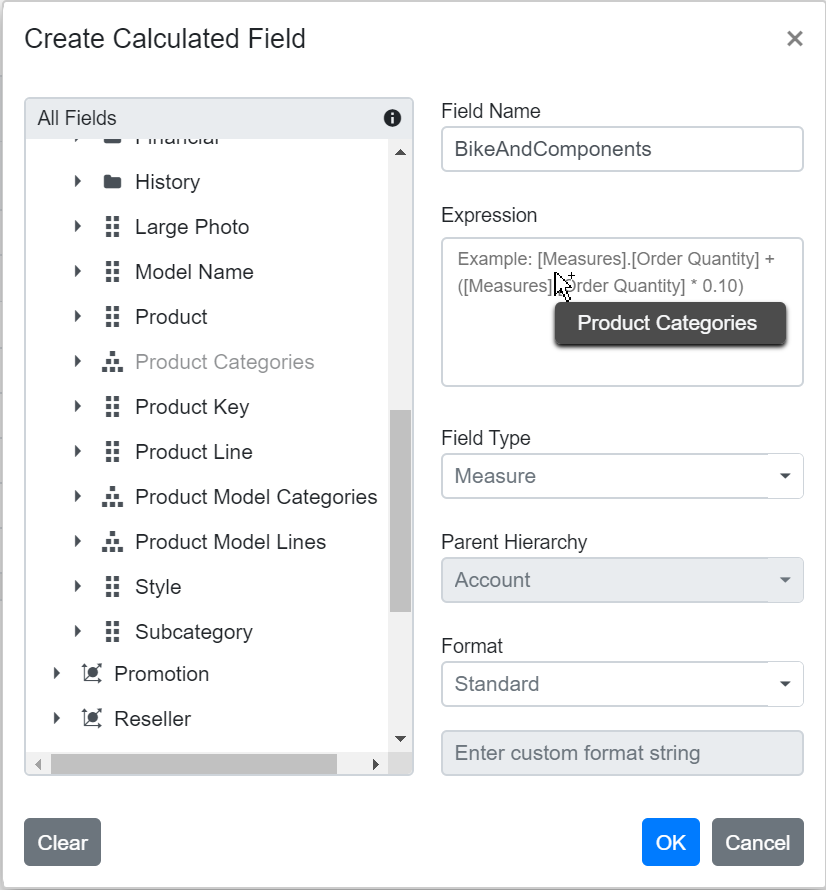 Create Calculated Field
×
All Fields
Financial
History
Large Photo
Model Name
Product
Product Categories
Product Key
Product Line
Product Model Categories
Product Model Lines
Style
Subcategory
Promotion
Reseller
Field Name
BikeAndComponents
Expression
Example: [Measures].[Order Quantity] +
([Measures].[Order Quantity] * 0.10)
Product Categories
Field Type
Measure
Parent Hierarchy
Account
Format
Standard
Enter custom format string
Clear
OK
Cancel